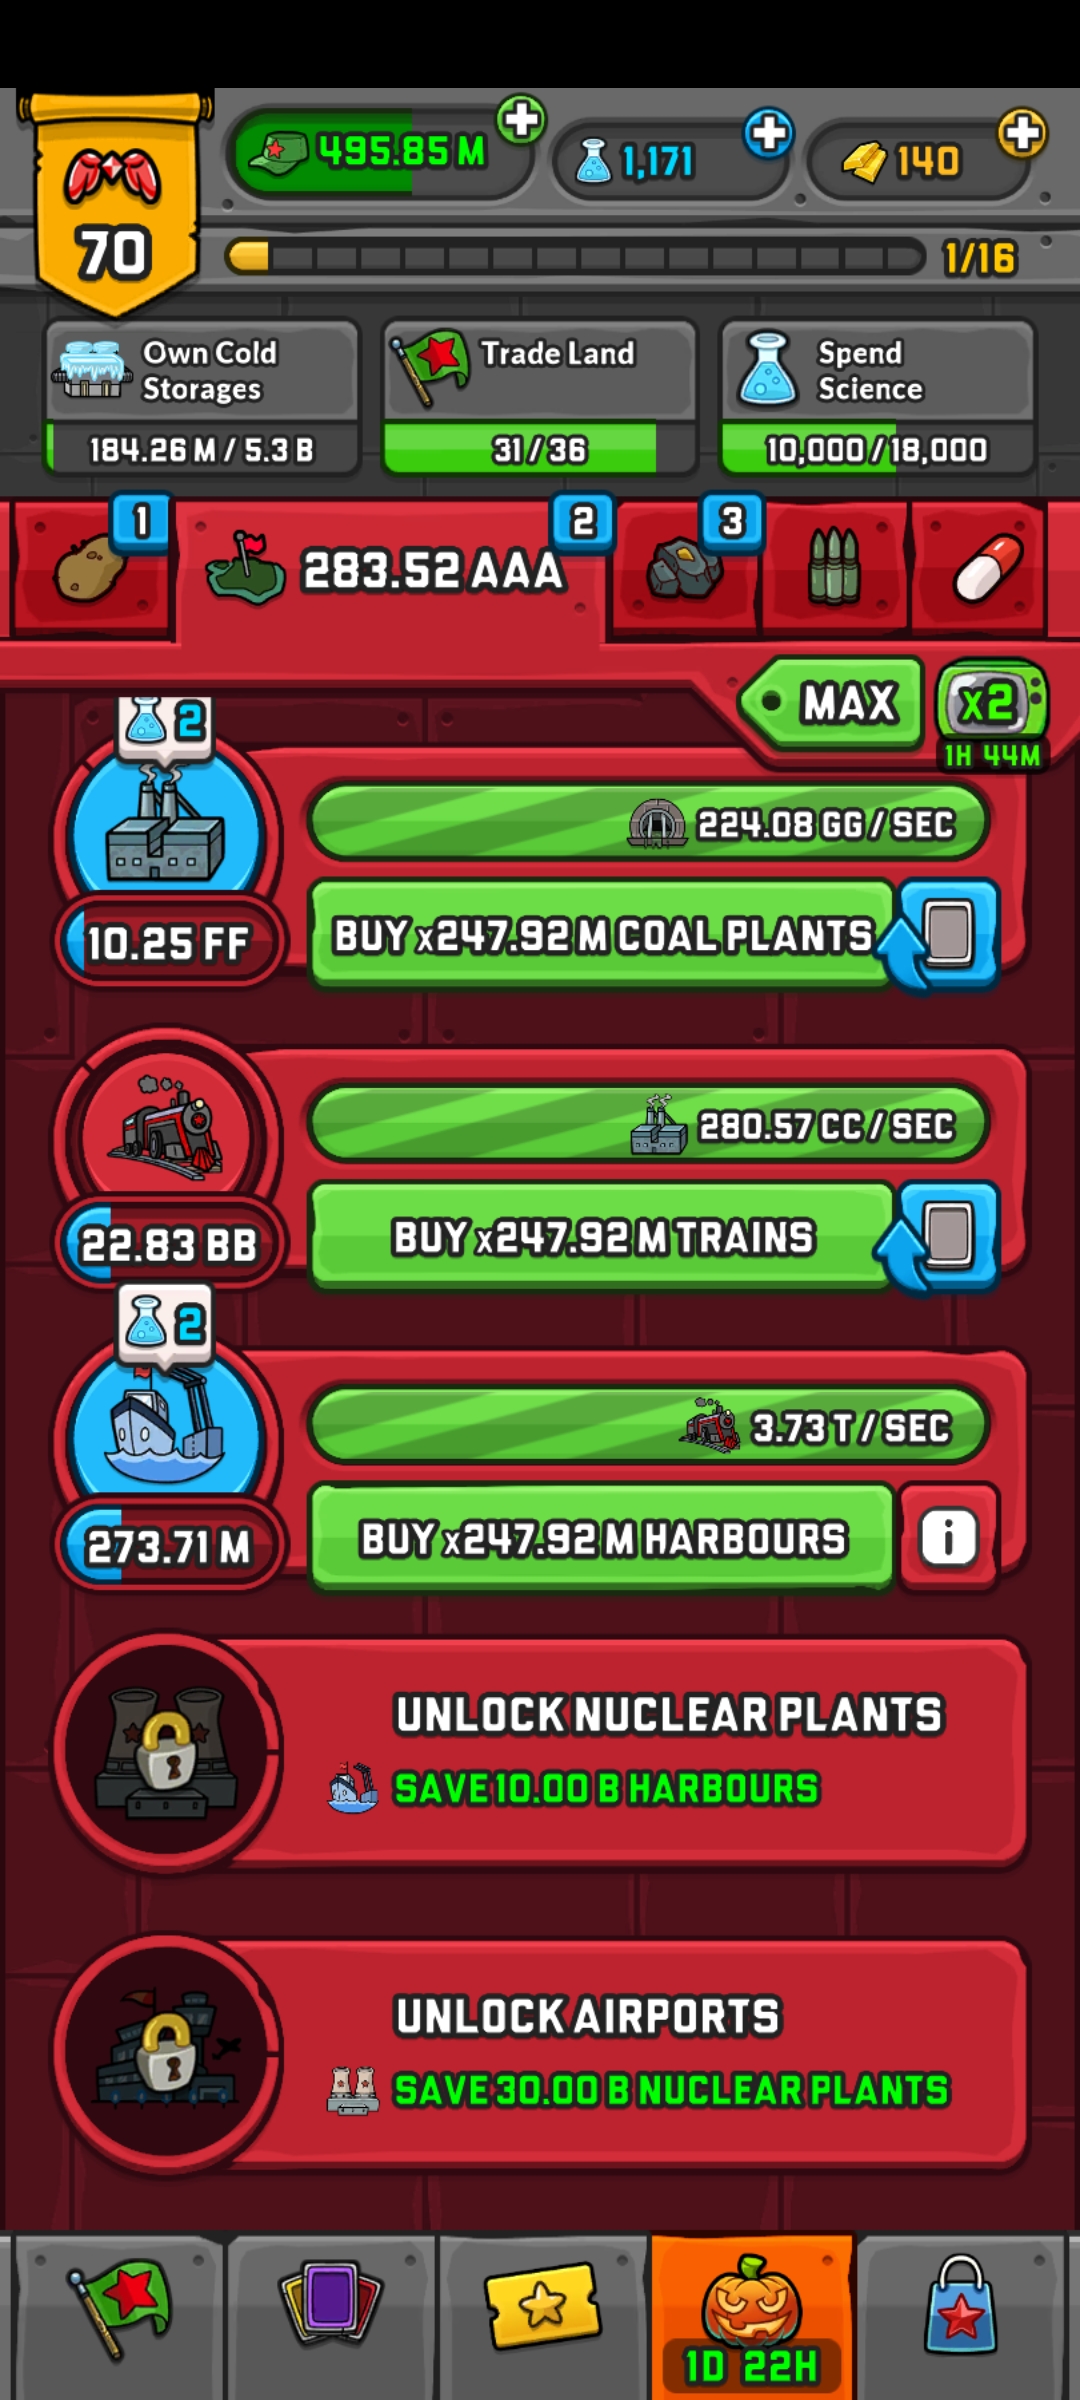 495.85 M
1,171
140
70
1/16
Own Cold
Storages
184.26 M / 5.3 B
Trade Land
31 / 36
Spend
Science
10,000 / 18,000
1
283.52 AAA
2
3
MAX
x2
1H 44M
2
224.08 GG / SEC
10.25 FF
BUY x247.92 M COAL PLANTS
280.57 CC / SEC
22.83 BB
BUY x247.92 M TRAINS
2
3.73 T / SEC
273.71 M
BUY x247.92 M HARBOURS
i
UNLOCK NUCLEAR PLANTS
SAVE 10.00 B HARBOURS
UNLOCK AIRPORTS
SAVE 30.00 B NUCLEAR PLANTS
1D 22H